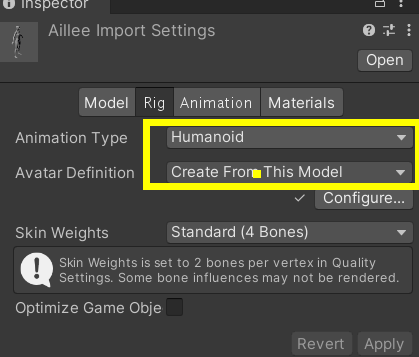 Inspector
Aillee Import Settings
Open
Model Rig Animation Materials
Animation Type Humanoid
Avatar Definition Create From This Model
Configure...
Skin Weights Standard (4 Bones)
Skin Weights is set to 2 bones per vertex in Quality
Settings. Some bone influences may not be rendered.
Optimize Game Obje
Revert Apply